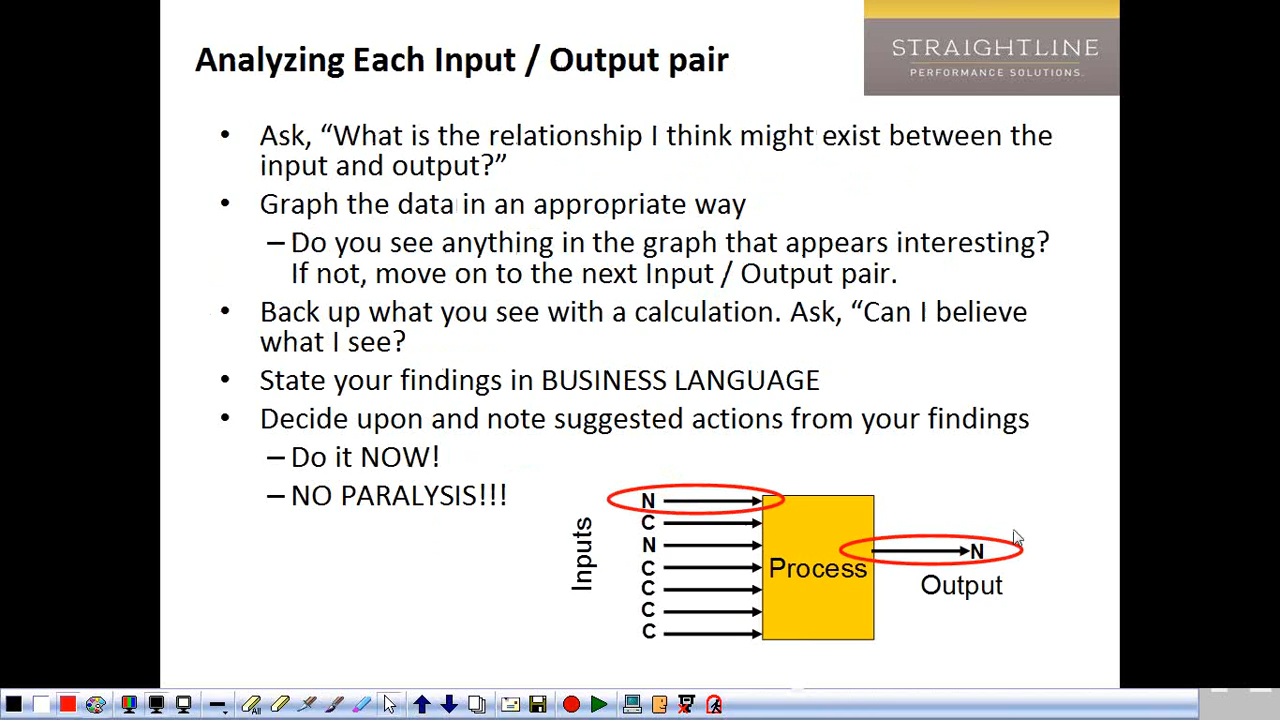 Analyzing Each Input / Output pair
STRAIGHTLINE
PERFORMANCE SOLUTIONS.
• Ask, “What is the relationship I think might exist between the
input and output?”
• Graph the data in an appropriate way
– Do you see anything in the graph that appears interesting?
If not, move on to the next Input / Output pair.
• Back up what you see with a calculation. Ask, “Can I believe
what I see?
• State your findings in BUSINESS LANGUAGE
• Decide upon and note suggested actions from your findings
– Do it NOW!
– NO PARALYSIS!!!
Inputs
N
C
N
C
C
C
C
Process
N
Output
All